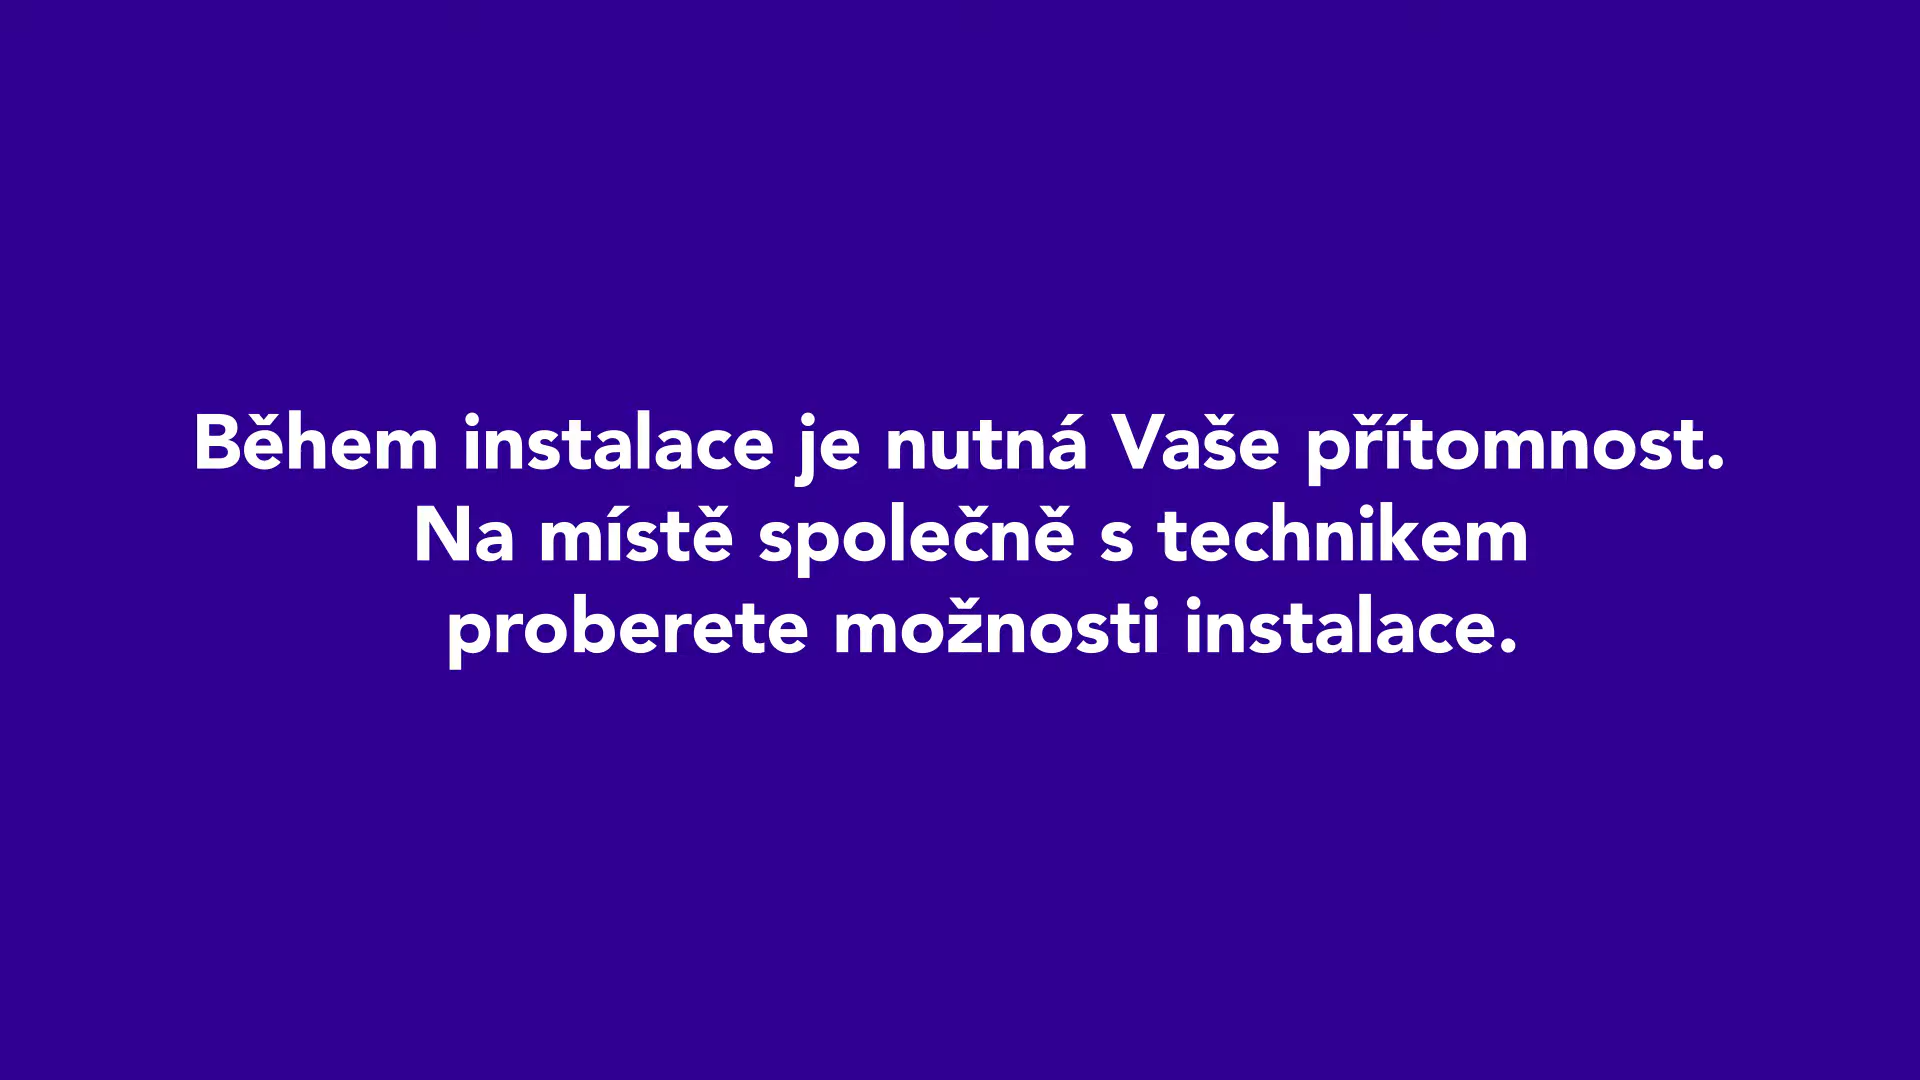 Během instalace je nutná Vaše přítomnost.
Na místě společně s technikem
proberete možnosti instalace.